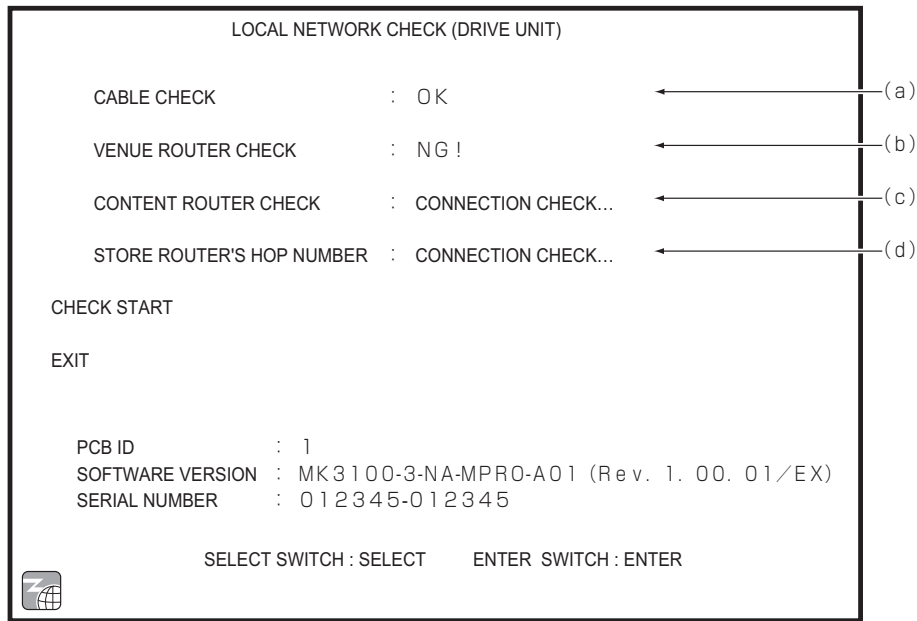 LOCAL NETWORK CHECK (DRIVE UNIT)
CABLE CHECK : OK (a)
VENUE ROUTER CHECK : NG! (b)
CONTENT ROUTER CHECK : CONNECTION CHECK... (c)
STORE ROUTER'S HOP NUMBER : CONNECTION CHECK... (d)
CHECK START
EXIT
PCB ID : 1
SOFTWARE VERSION : MK3100-3-NA-MPR0-A01 (Rev. 1. 00. 01/EX)
SERIAL NUMBER : 012345-012345
SELECT SWITCH : SELECT ENTER SWITCH : ENTER